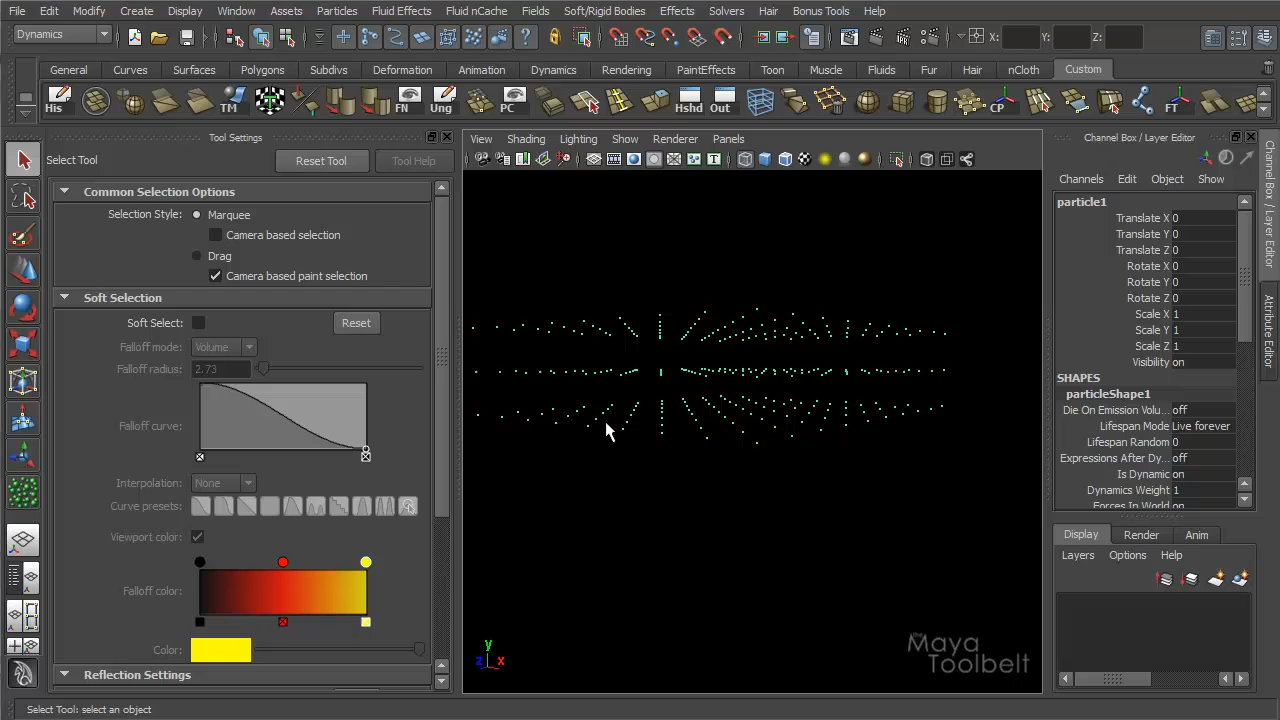 File Edit Modify Create Display Window Assets Particles Fluid Effects Fluid nCache Fields Soft/Rigid Bodies Effects Solvers Hair Bonus Tools Help
Dynamics X: Y: Z:
General Curves Surfaces Polygons Subdivs Deformation Animation Dynamics Rendering PaintEffects Toon Muscle Fluids Fur Hair nCloth Custom
His TM FN Ung PC Hshd Out CP FT
Tool Settings
Select Tool Reset Tool Tool Help
Common Selection Options
Selection Style: Marquee
Camera based selection
Drag
Camera based paint selection
Soft Selection
Soft Select: Reset
Falloff mode: Volume
Falloff radius: 2.73
Falloff curve:
Interpolation: None
Curve presets:
Viewport color:
Falloff color:
Color:
Reflection Settings
View Shading Lighting Show Renderer Panels
y
z x
the
Maya
Toolbelt
Channel Box / Layer Editor
Channels Edit Object Show
particle1
Translate X 0
Translate Y 0
Translate Z 0
Rotate X 0
Rotate Y 0
Rotate Z 0
Scale X 1
Scale Y 1
Scale Z 1
Visibility on
SHAPES
particleShape1
Die On Emission Volu... off
Lifespan Mode Live forever
Lifespan Random 0
Expressions After Dy... off
Is Dynamic on
Dynamics Weight 1
Forces In World on
Display Render Anim
Layers Options Help
Channel Box / Layer Editor
Attribute Editor
Select Tool: select an object